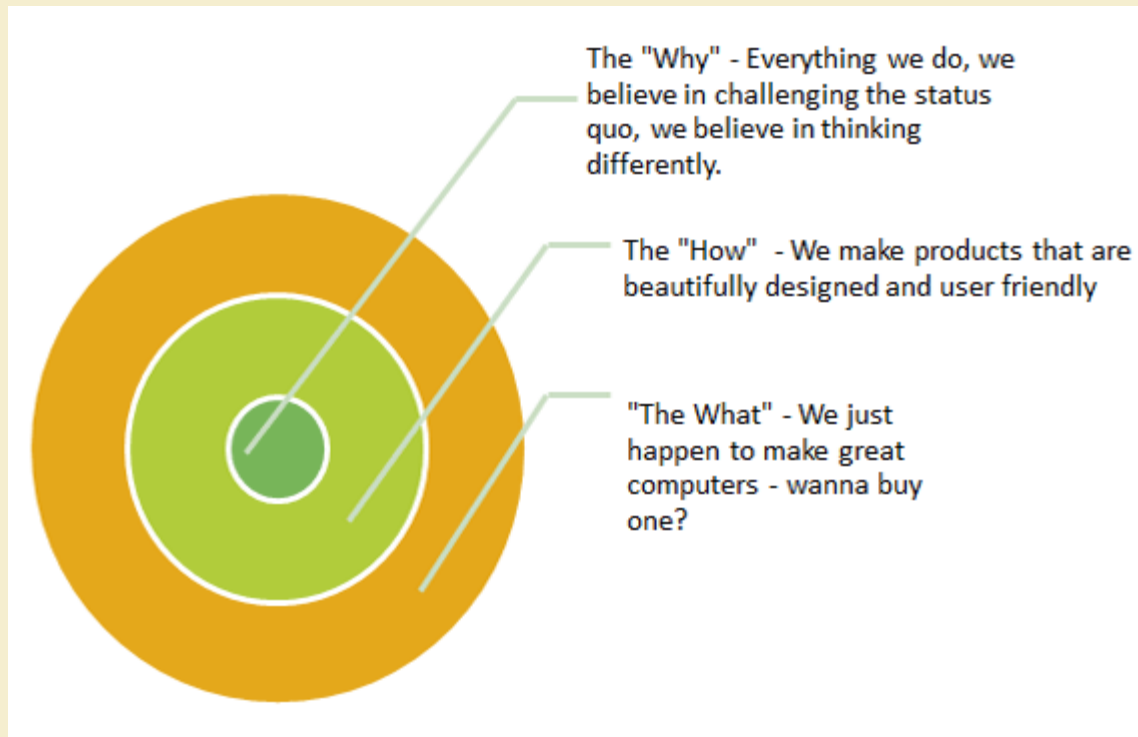 The "Why" - Everything we do, we
believe in challenging the status
quo, we believe in thinking
differently.
The "How"  - We make products that are
beautifully designed and user friendly
"The What" - We just
happen to make great
computers - wanna buy
one?